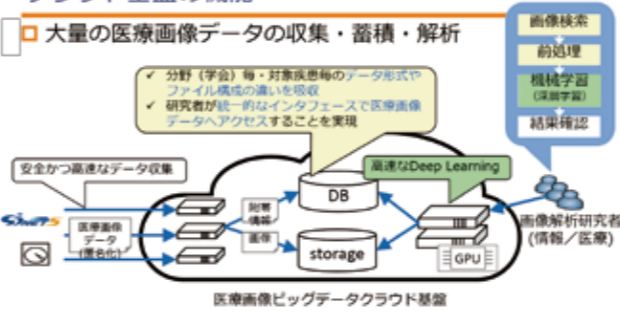 大量の医療画像データの収集・蓄積・解析
画像検索
前処理
機械学習
(深層学習)
結果確認
✓ 分野（学会）毎・対象疾患毎のデータ形式や
ファイル構成の違いを吸収
✓ 研究者が統一的なインタフェースで医療画像
データへアクセスすることを実現
安全かつ高速なデータ収集
高速なDeep Learning
DB
附帯
情報
医療画像
データ
(匿名化)
画像
storage
GPU
画像解析研究者
(情報／医療)
医療画像ビッグデータクラウド基盤